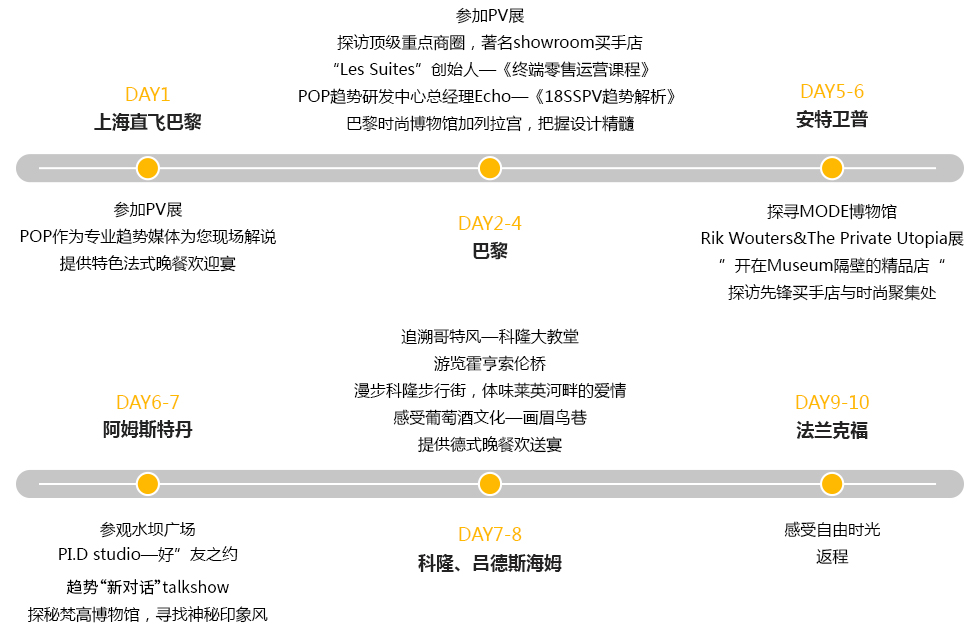 DAY1
上海直飞巴黎
参加PV展
POP作为专业趋势媒体为您现场解说
提供特色法式晚餐欢迎宴
参加PV展
探访顶级重点商圈，著名showroom买手店
“Les Suites”创始人—《终端零售运营课程》
POP趋势研发中心总经理Echo—《18SSPV趋势解析》
巴黎时尚博物馆加列拉宫，把握设计精髓
DAY2-4
巴黎
DAY5-6
安特卫普
探寻MODE博物馆
Rik Wouters&The Private Utopia展
”开在Museum隔壁的精品店“
探访先锋买手店与时尚聚集处
DAY6-7
阿姆斯特丹
参观水坝广场
PI.D studio—好”友之约
趋势“新对话”talkshow
探秘梵高博物馆，寻找神秘印象风
追溯哥特风—科隆大教堂
游览霍亨索伦桥
漫步科隆步行街，体味莱茵河畔的爱情
感受葡萄酒文化—画眉鸟巷
提供德式晚餐欢送宴
DAY7-8
科隆、吕德斯海姆
DAY9-10
法兰克福
感受自由时光
返程